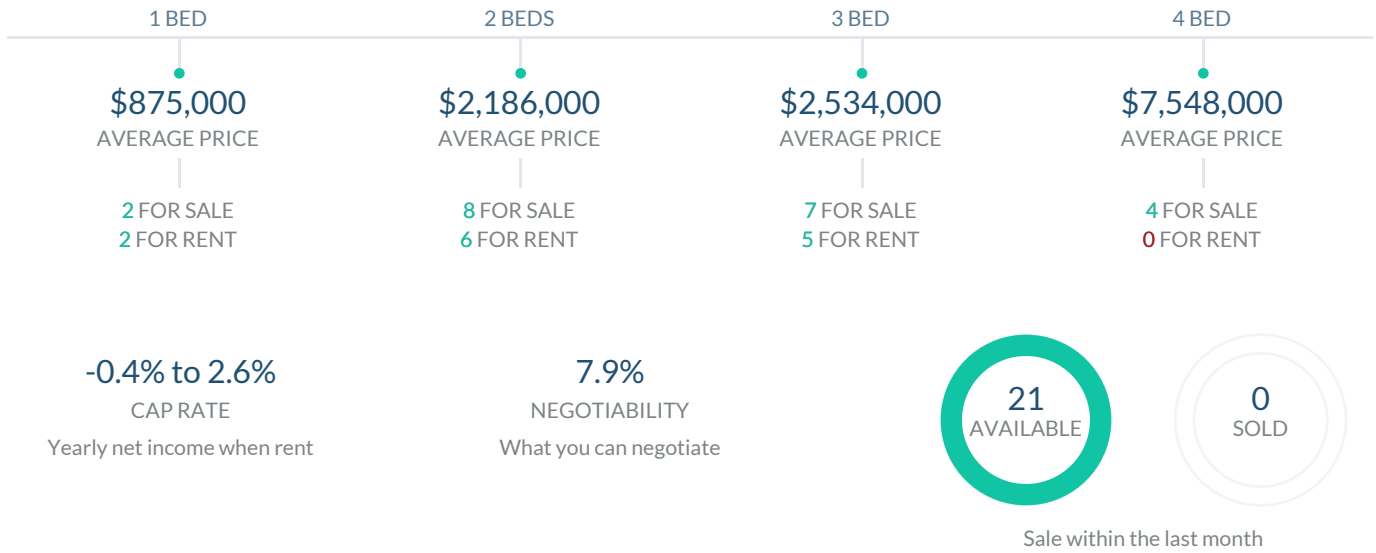 1 BED
2 BEDS
3 BED
4 BED
$875,000
$2,186,000
$2,534,000
$7,548,000
AVERAGE PRICE
AVERAGE PRICE
AVERAGE PRICE
AVERAGE PRICE
2 FOR SALE
8 FOR SALE
7 FOR SALE
4 FOR SALE
2 FOR RENT
6 FOR RENT
5 FOR RENT
0 FOR RENT
-0.4% to 2.6%
CAP RATE
Yearly net income when rent
7.9%
NEGOTIABILITY
What you can negotiate
21
AVAILABLE
0
SOLD
Sale within the last month